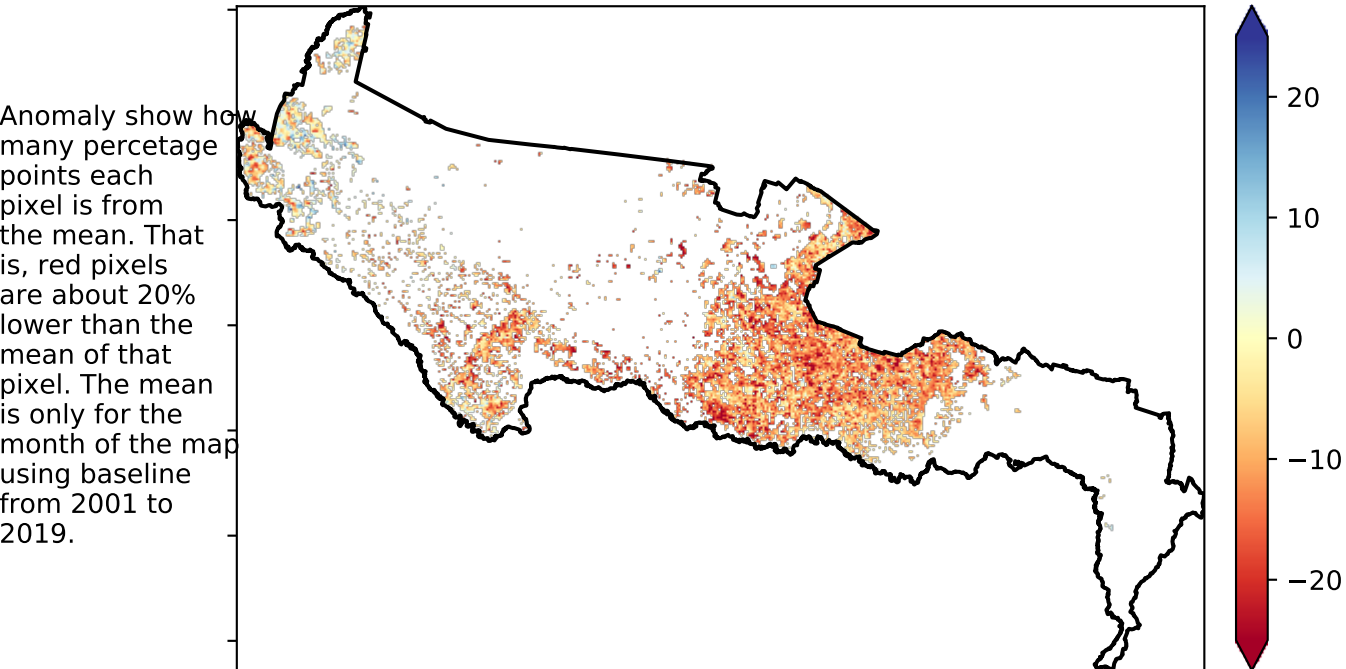 Anomaly show how
many percetage
points each
pixel is from
the mean. That
is, red pixels
are about 20%
lower than the
mean of that
pixel. The mean
is only for the
month of the map
using baseline
from 2001 to
2019.
20
10
0
−10
−20